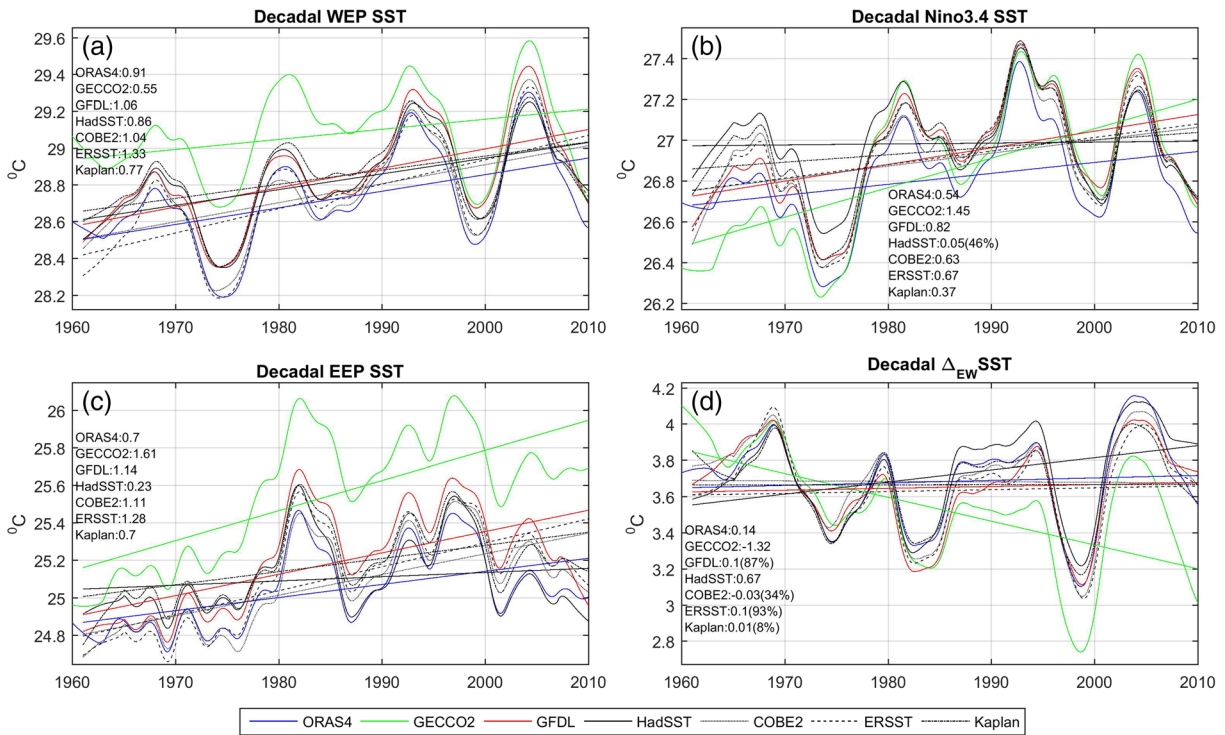 Decadal WEP SST
(a)
29.6
29.4
29.2
29
28.8
28.6
28.4
28.2
⁰C
ORAS4:0.91
GECCO2:0.55
GFDL:1.06
HadSST:0.86
COBE2:1.04
ERSST:1.33
Kaplan:0.77
1960 1970 1980 1990 2000 2010
Decadal Nino3.4 SST
(b)
27.4
27.2
27
26.8
26.6
26.4
26.2
⁰C
ORAS4:0.54
GECCO2:1.45
GFDL:0.82
HadSST:0.05(46%)
COBE2:0.63
ERSST:0.67
Kaplan:0.37
1960 1970 1980 1990 2000 2010
Decadal EEP SST
(c)
26
25.8
25.6
25.4
25.2
25
24.8
⁰C
ORAS4:0.7
GECCO2:1.61
GFDL:1.14
HadSST:0.23
COBE2:1.11
ERSST:1.28
Kaplan:0.7
1960 1970 1980 1990 2000 2010
Decadal Δ_EW SST
(d)
4.2
4
3.8
3.6
3.4
3.2
3
2.8
⁰C
ORAS4:0.14
GECCO2:-1.32
GFDL:0.1(87%)
HadSST:0.67
COBE2:-0.03(34%)
ERSST:0.1(93%)
Kaplan:0.01(8%)
1960 1970 1980 1990 2000 2010
ORAS4 GECCO2 GFDL HadSST COBE2 ERSST Kaplan